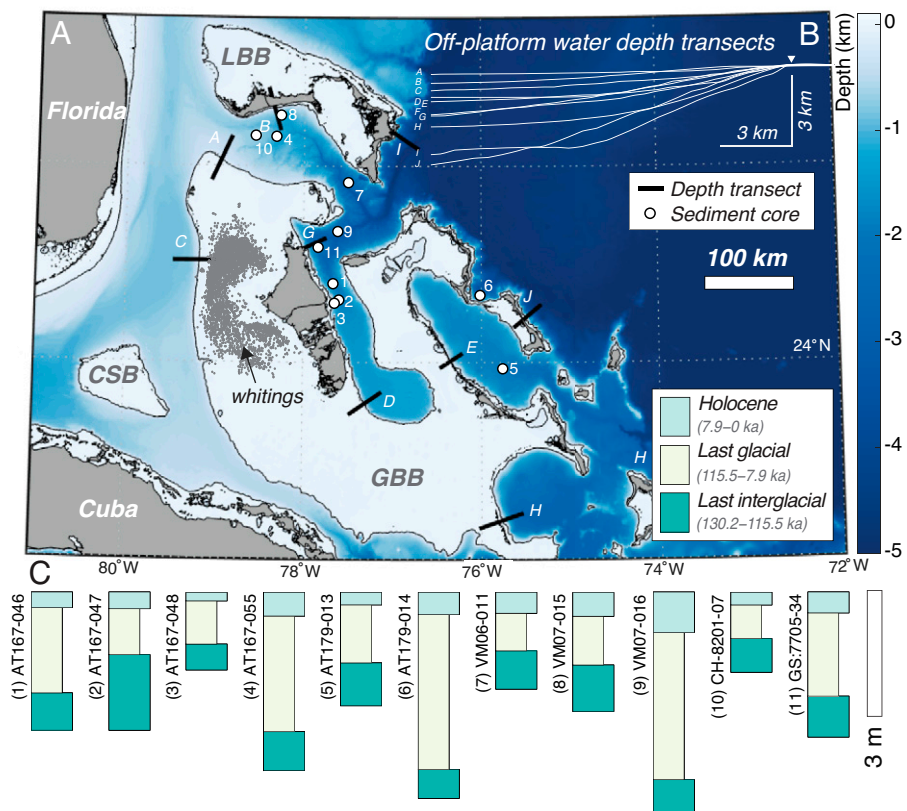 A
B
Off-platform water depth transects
LBB
Florida
A
B
C
D E
F
G
H
I
J
3 km
3 km
Depth (km)
0
-1
-2
-3
-4
-5
8
B
A
10
4
I
7
Depth transect
Sediment core
C
G
9
11
100 km
1
2
3
6
J
E
5
24°N
CSB
whitings
D
GBB
H
H
Cuba
Holocene
(7.9–0 ka)
Last glacial
(115.5–7.9 ka)
Last interglacial
(130.2–115.5 ka)
80°W
78°W
76°W
74°W
72°W
C
(1) AT167-046
(2) AT167-047
(3) AT167-048
(4) AT167-055
(5) AT179-013
(6) AT179-014
(7) VM06-011
(8) VM07-015
(9) VM07-016
(10) CH-8201-07
(11) GS:7705-34
3 m